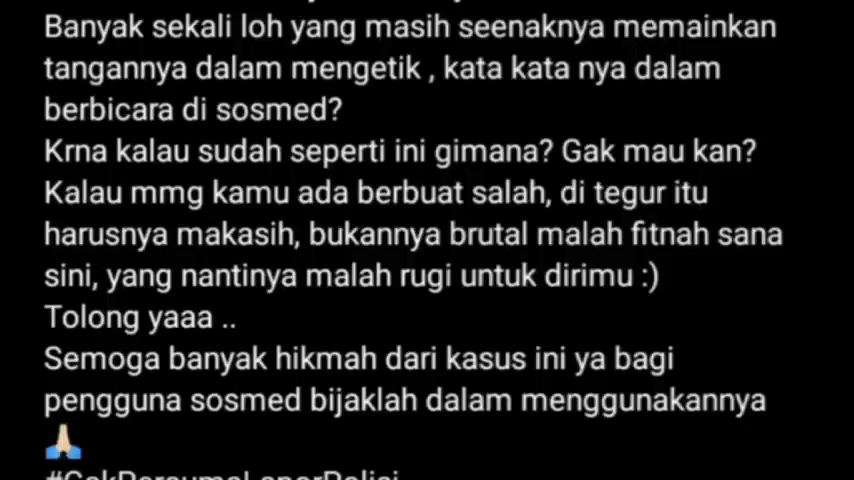 Banyak sekali loh yang masih seenaknya memainkan
tangannya dalam mengetik , kata kata nya dalam
berbicara di sosmed?
Krna kalau sudah seperti ini gimana? Gak mau kan?
Kalau mmg kamu ada berbuat salah, di tegur itu
harusnya makasih, bukannya brutal malah fitnah sana
sini, yang nantinya malah rugi untuk dirimu :)
Tolong yaaa ..
Semoga banyak hikmah dari kasus ini ya bagi
pengguna sosmed bijaklah dalam menggunakannya
🙏🏻